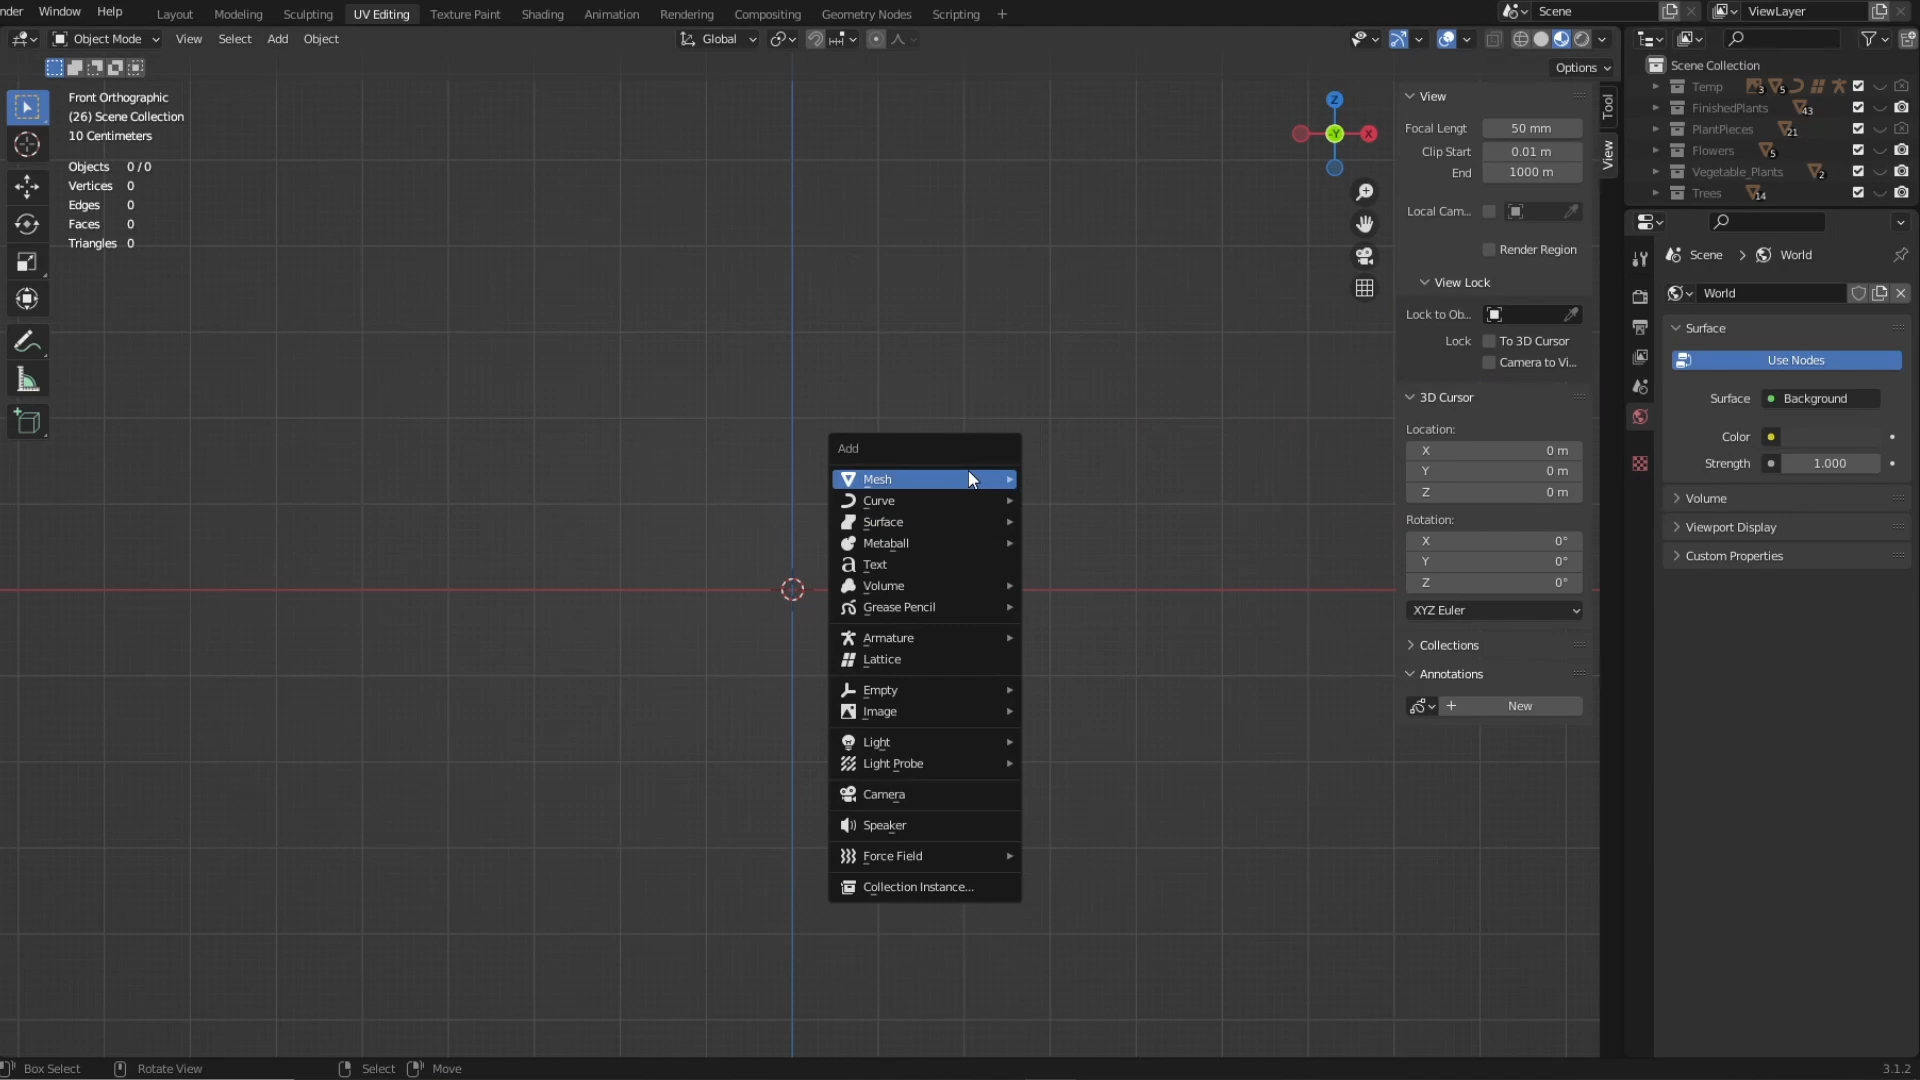 nder Window Help Layout Modeling Sculpting UV Editing Texture Paint Shading Animation Rendering Compositing Geometry Nodes Scripting + Scene ViewLayer
Object Mode View Select Add Object Global
Options
Front Orthographic
(26) Scene Collection
10 Centimeters
Objects 0 / 0
Vertices 0
Edges 0
Faces 0
Triangles 0
Z
-Y
X
Add
Mesh
Curve
Surface
Metaball
Text
Volume
Grease Pencil
Armature
Lattice
Empty
Image
Light
Light Probe
Camera
Speaker
Force Field
Collection Instance...
Tool
View
View
Focal Lengt 50 mm
Clip Start 0.01 m
End 1000 m
Local Cam...
Render Region
View Lock
Lock to Ob...
Lock To 3D Cursor
Camera to Vi...
3D Cursor
Location:
X 0 m
Y 0 m
Z 0 m
Rotation:
X 0°
Y 0°
Z 0°
XYZ Euler
Collections
Annotations
+ New
Scene Collection
Temp 3 5
FinishedPlants 43
PlantPieces 21
Flowers 5
Vegetable_Plants 2
Trees 14
Scene > World
World
Surface
Use Nodes
Surface Background
Color
Strength 1.000
Volume
Viewport Display
Custom Properties
Box Select Rotate View Select Move 3.1.2